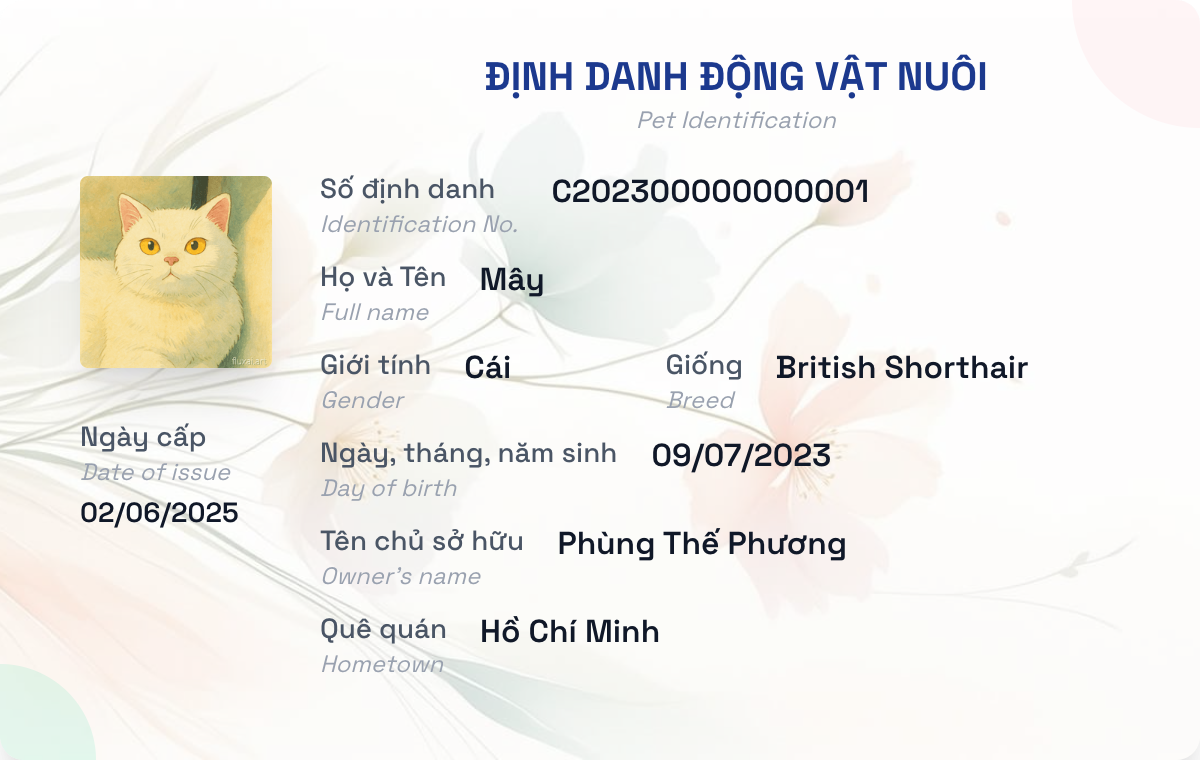 ĐỊNH DANH ĐỘNG VẬT NUÔI
Pet Identification
Số định danh C202300000000001
Identification No.
Họ và Tên Mây
Full name
Giới tính Cái Giống British Shorthair
Gender Breed
Ngày, tháng, năm sinh 09/07/2023
Day of birth
Tên chủ sở hữu Phùng Thế Phương
Owner's name
Quê quán Hồ Chí Minh
Hometown
Ngày cấp
Date of issue
02/06/2025